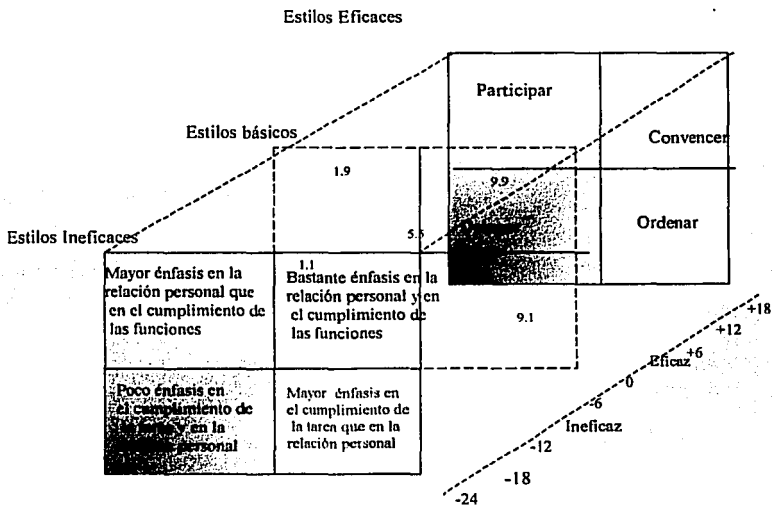 Estilos Eficaces
Participar
Estilos básicos
Convencer
1.9
9.9
Ordenar
Estilos Ineficaces
5.5
1.1
Mayor énfasis en la
relación personal que
en el cumplimiento de
las funciones
Bastante énfasis en la
relación personal y en
el cumplimiento de
las funciones
9.1
+18
+12
+6
Eficaz
0
-6
Ineficaz
-12
-18
-24
Poco énfasis en
el cumplimiento de
y en la
personal
Mayor énfasis en
el cumplimiento de
la tarea que en la
relación personal